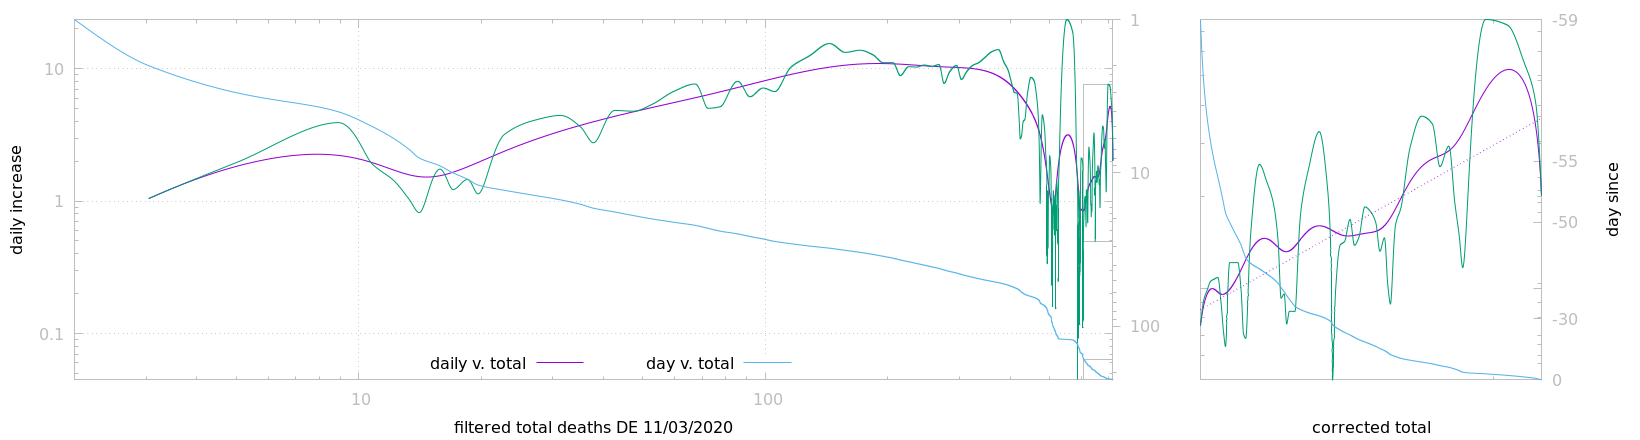 daily increase
10
1
0.1
10
100
1
10
100
daily v. total
day v. total
filtered total deaths DE 11/03/2020
-59
-55
-50
-30
0
day since
corrected total